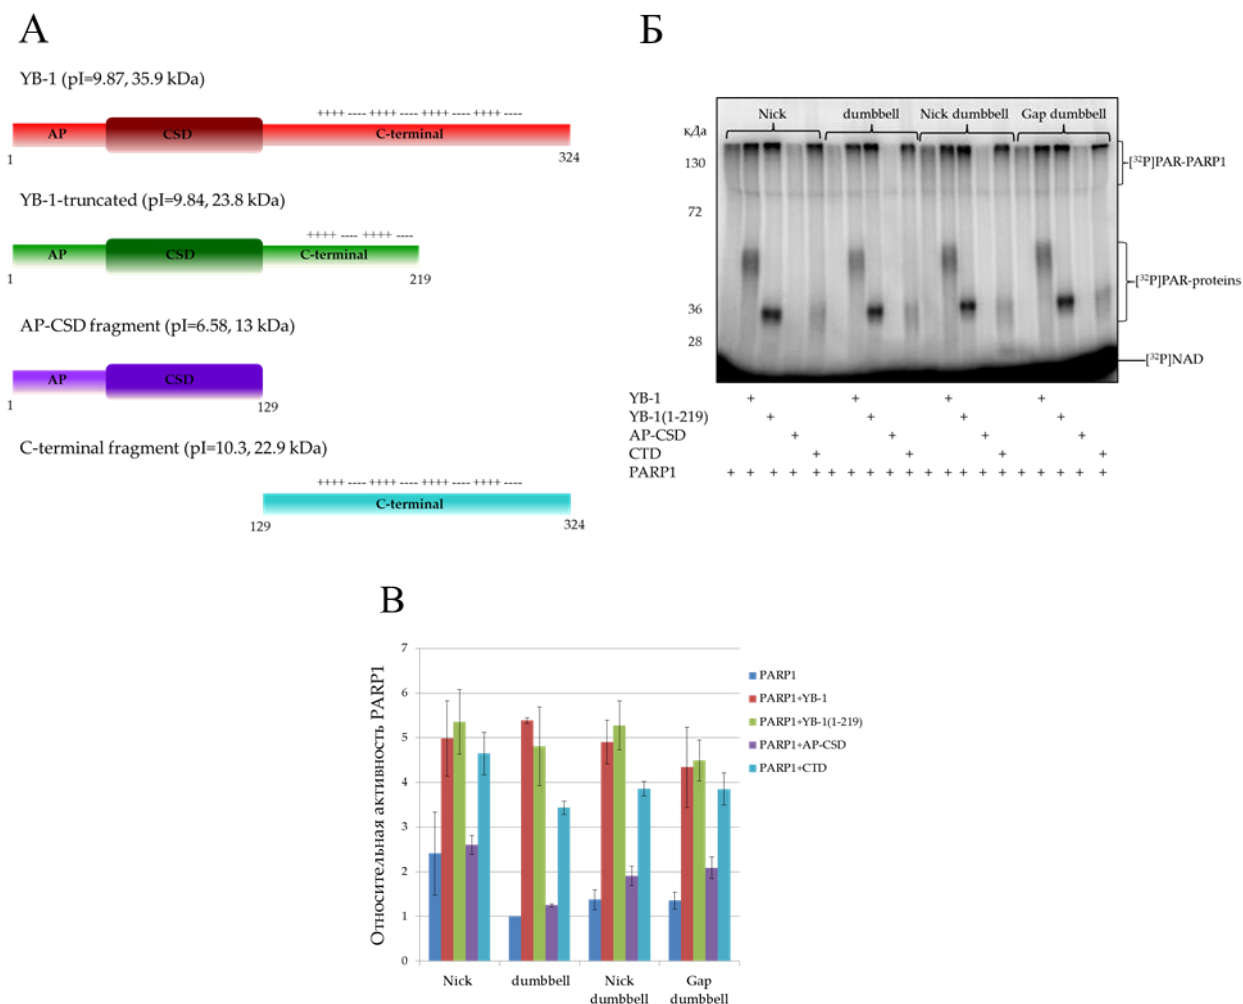 А
YB-1 (pI=9.87, 35.9 kDa)
++++ ---- ++++ ---- ++++ ---- ++++ ----
AP CSD C-terminal
1 324
YB-1-truncated (pI=9.84, 23.8 kDa)
++++ ---- ++++ ----
AP CSD C-terminal
1 219
AP-CSD fragment (pI=6.58, 13 kDa)
AP CSD
1 129
C-terminal fragment (pI=10.3, 22.9 kDa)
++++ ---- ++++ ---- ++++ ---- ++++ ----
C-terminal
129 324
Б
Nick dumbbell Nick dumbbell Gap dumbbell
кДа
130
72
36
28
[32P]PAR-PARP1
[32P]PAR-proteins
[32P]NAD
YB-1 + + + +
YB-1(1-219) + + + +
AP-CSD + + + +
CTD + + + +
PARP1 + + + + + + + + + + + + + + + + + + + +
В
Относительная активность PARP1
7
6
5
4
3
2
1
0
Nick dumbbell Nick dumbbell Gap dumbbell
PARP1
PARP1+YB-1
PARP1+YB-1(1-219)
PARP1+AP-CSD
PARP1+CTD